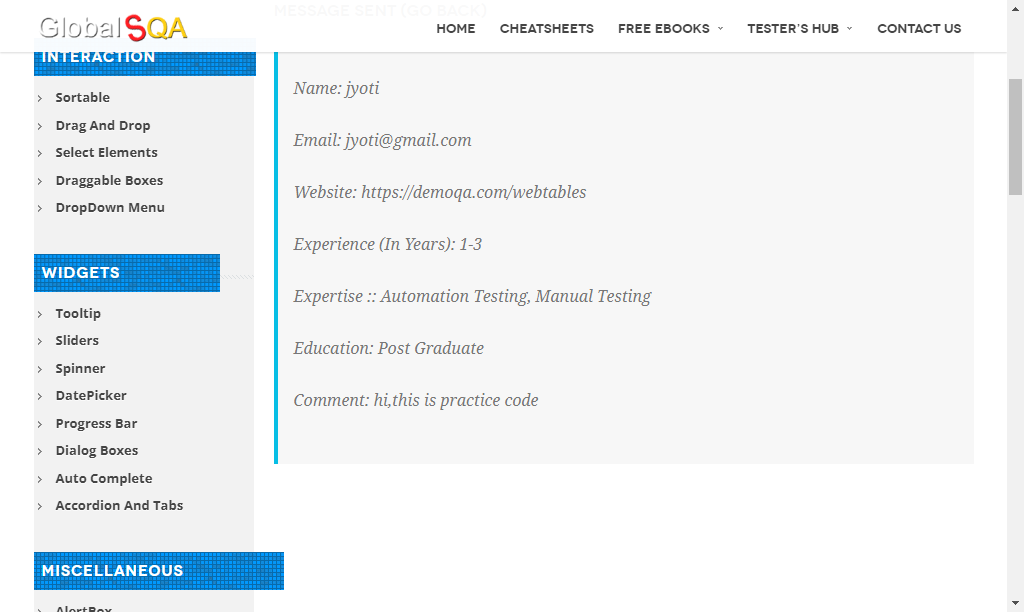 MESSAGE SENT (GO BACK)
GlobalSQA
HOME
CHEATSHEETS
FREE EBOOKS
TESTER'S HUB
CONTACT US
INTERACTION
Sortable
Drag And Drop
Select Elements
Draggable Boxes
DropDown Menu
WIDGETS
Tooltip
Sliders
Spinner
DatePicker
Progress Bar
Dialog Boxes
Auto Complete
Accordion And Tabs
MISCELLANEOUS
AlertBox
Name: jyoti
Email: jyoti@gmail.com
Website: https://demoqa.com/webtables
Experience (In Years): 1-3
Expertise :: Automation Testing, Manual Testing
Education: Post Graduate
Comment: hi,this is practice code